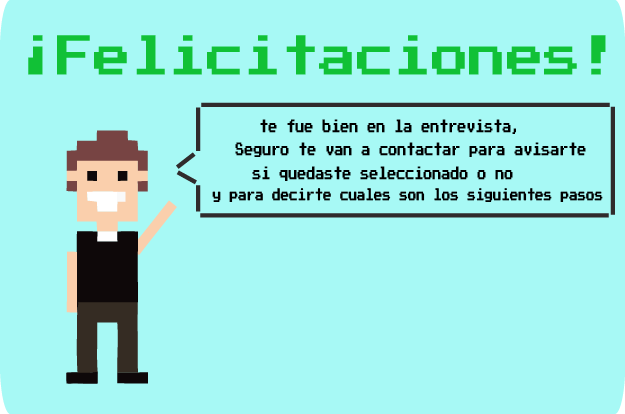 ¡Felicitaciones!
te fue bien en la entrevista,
Seguro te van a contactar para avisarte
si quedaste seleccionado o no
y para decirte cuales son los siguientes pasos